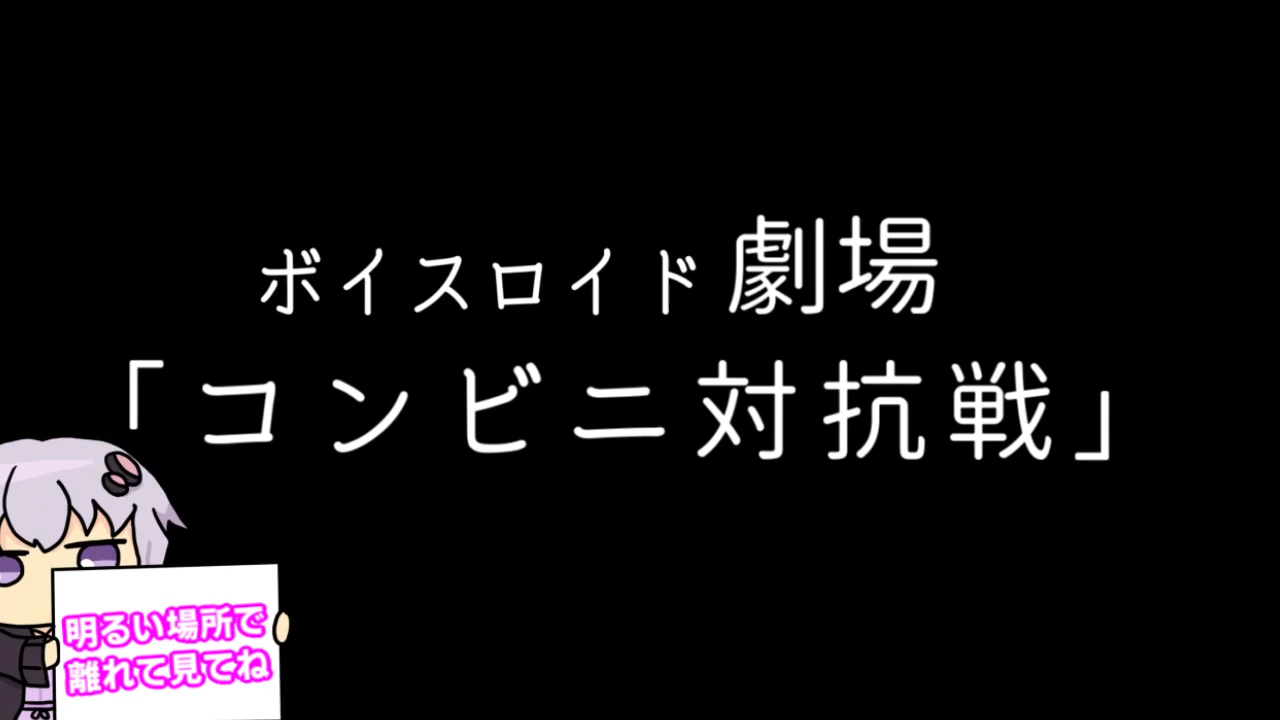 ボイスロイド劇場
「コンビニ対抗戦」
明るい場所で
離れて見てね